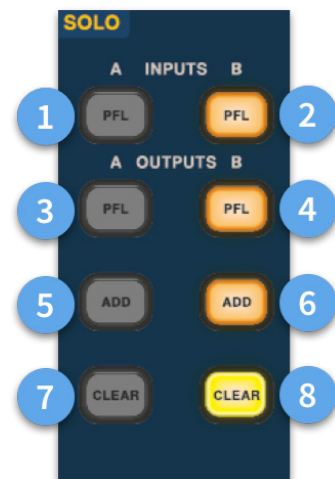 SOLO
A INPUTS B
1 PFL PFL 2
A OUTPUTS B
3 PFL PFL 4
5 ADD ADD 6
7 CLEAR CLEAR 8